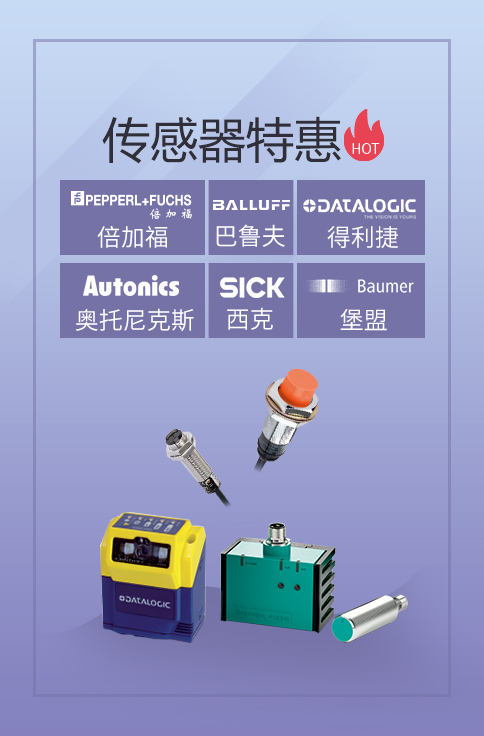 传感器特惠
HOT
PEPPERL+FUCHS
倍加福
倍加福
BALLUFF
巴鲁夫
DATALOGIC
THE VISION IS YOURS
得利捷
Autonics
奥托尼克斯
SICK
西克
Baumer
堡盟
DATALOGIC
PEPPERL+FUCHS